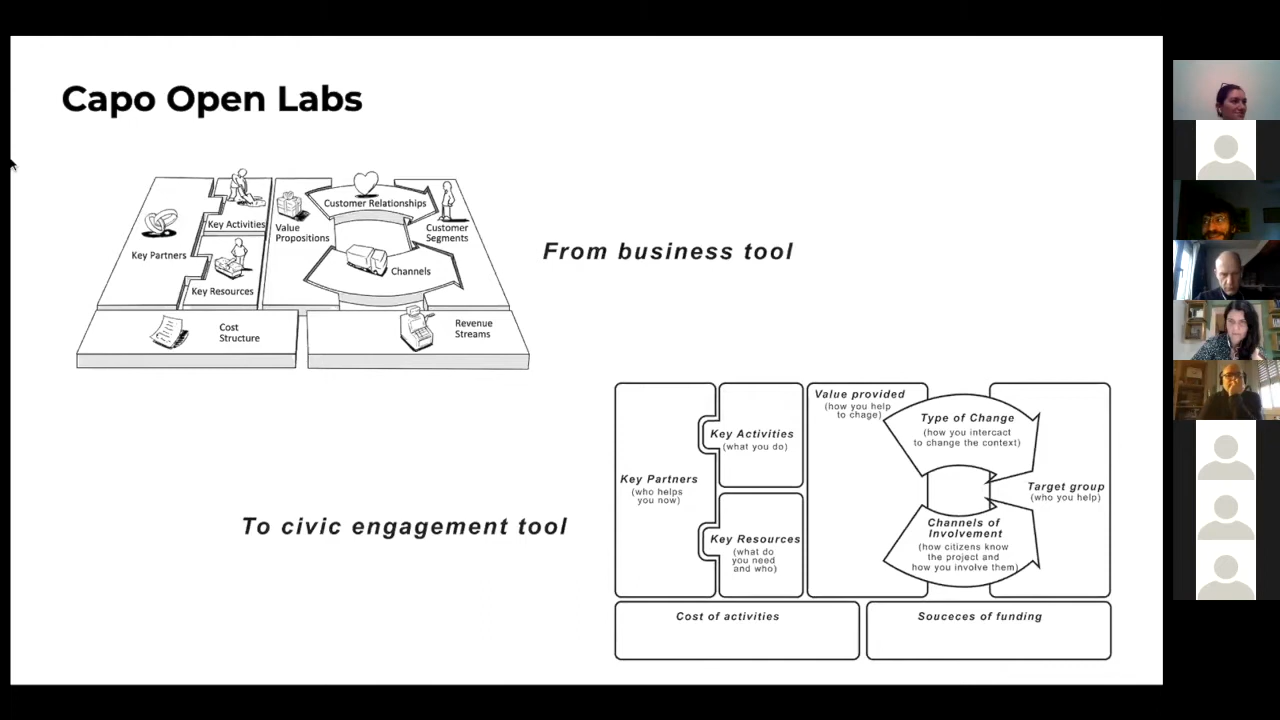 Capo Open Labs
Key Partners
Key Activities
Key Resources
Value
Propositions
Customer Relationships
Channels
Customer
Segments
Cost
Structure
Revenue
Streams
From business tool
To civic engagement tool
Key Partners
(who helps
you now)
Key Activities
(what you do)
Key Resources
(what do
you need
and who)
Value provided
(how you help
to chage)
Type of Change
(how you intercact
to change the context)
Channels of
Involvement
(how citizens know
the project and
how you involve them)
Target group
(who you help)
Cost of activities
Souceces of funding